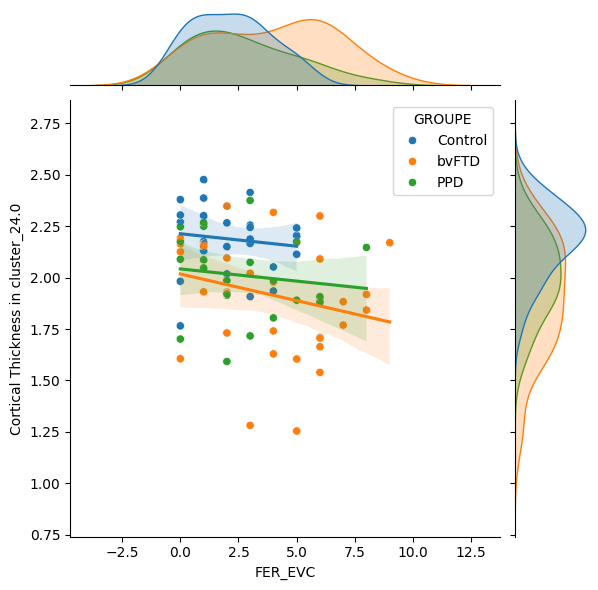 GROUPE
Control
bvFTD
PPD
2.75
2.50
2.25
2.00
1.75
1.50
1.25
1.00
0.75
Cortical Thickness in cluster_24.0
−2.5 0.0 2.5 5.0 7.5 10.0 12.5
FER_EVC